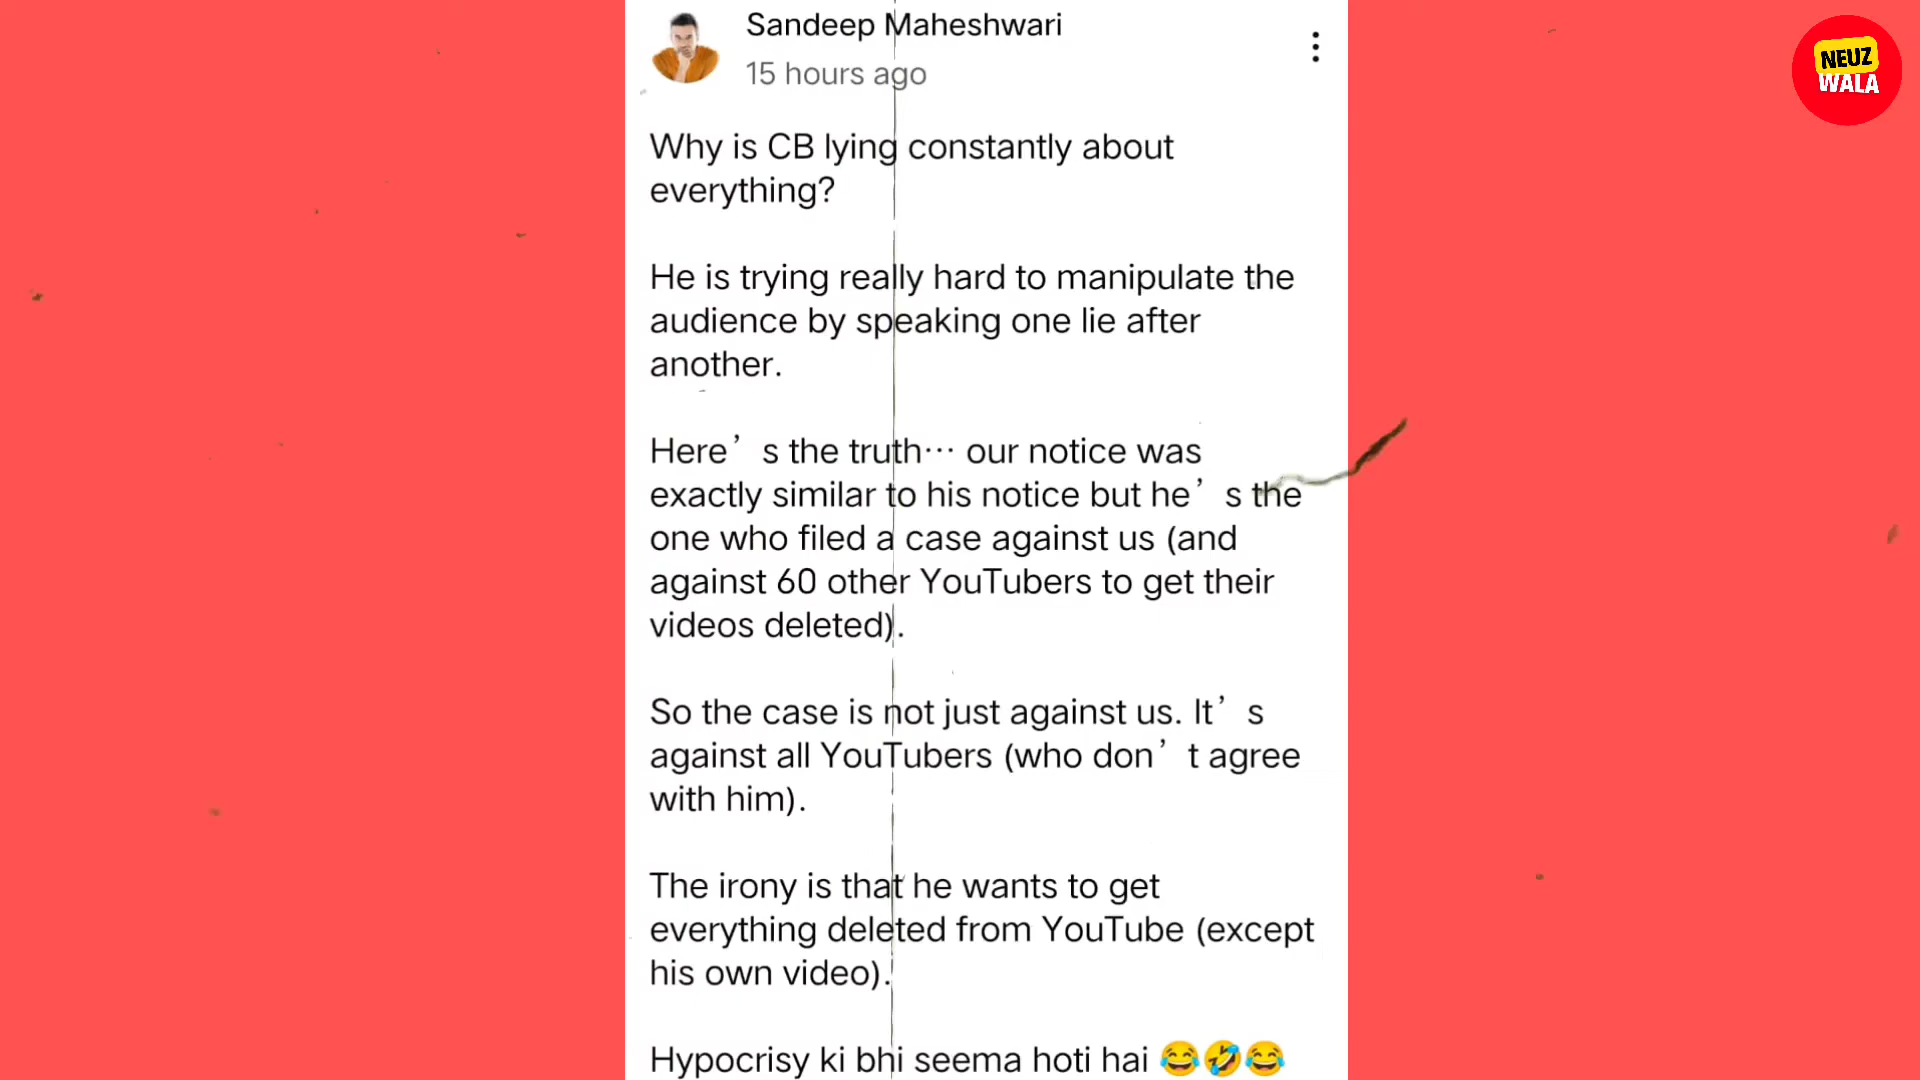 Sandeep Maheshwari
15 hours ago
NEUZ
WALA
Why is CB lying constantly about
everything?
He is trying really hard to manipulate the
audience by speaking one lie after
another.
Here’s the truth… our notice was
exactly similar to his notice but he’s the
one who filed a case against us (and
against 60 other YouTubers to get their
videos deleted).
So the case is not just against us. It’s
against all YouTubers (who don’t agree
with him).
The irony is that he wants to get
everything deleted from YouTube (except
his own video).
Hypocrisy ki bhi seema hoti hai 😂🤣😂